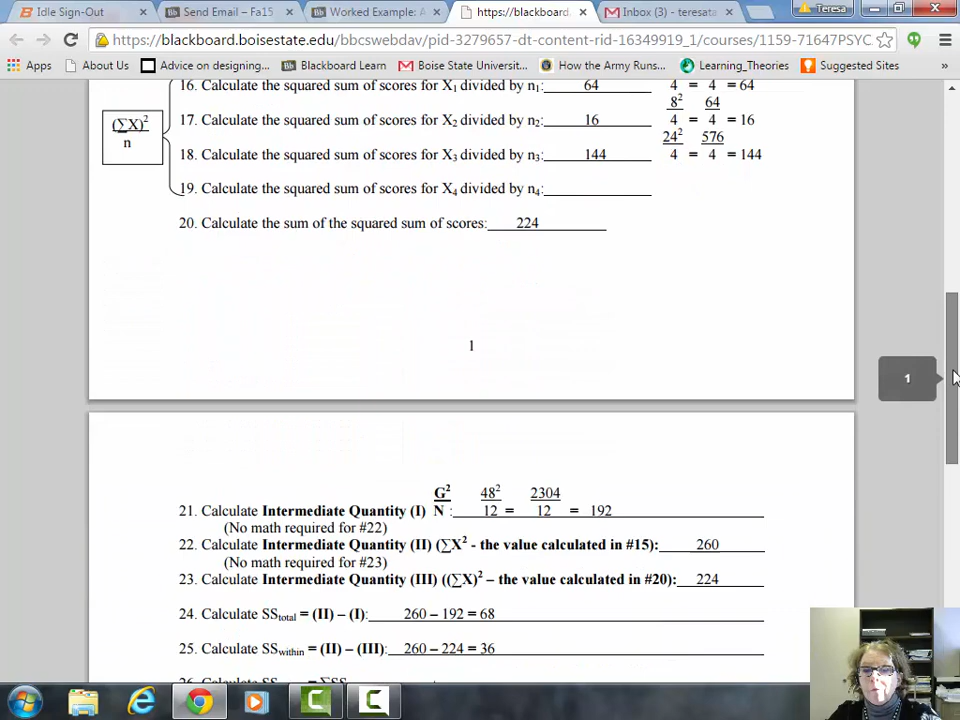 Idle Sign-Out
Send Email – Fa15
Worked Example: A
https://blackboard.
Inbox (3) - teresata
Teresa
https://blackboard.boisestate.edu/bbcswebdav/pid-3279657-dt-content-rid-16349919_1/courses/1159-71647PSYC
Apps
Blackboard
Advice on designing...
Blackboard Learn
Boise State Universit...
How the Army Runs...
Learning_Theories
Suggested Sites
»
16. Calculate the squared sum of scores for X1 divided by n1: 64
4 = 4 = 64
(∑X)²
n
8² 64
17. Calculate the squared sum of scores for X2 divided by n2: 16
4 = 4 = 16
24² 576
18. Calculate the squared sum of scores for X3 divided by n3: 144
4 = 4 = 144
19. Calculate the squared sum of scores for X4 divided by n4:
20. Calculate the sum of the squared sum of scores: 224
1
1
G² 48² 2304
21. Calculate Intermediate Quantity (I) N : 12 = 12 = 192
(No math required for #22)
22. Calculate Intermediate Quantity (II) (∑X² - the value calculated in #15): 260
(No math required for #23)
23. Calculate Intermediate Quantity (III) ((∑X)² – the value calculated in #20): 224
24. Calculate SStotal = (II) – (I): 260 – 192 = 68
25. Calculate SSwithin = (II) – (III): 260 – 224 = 36